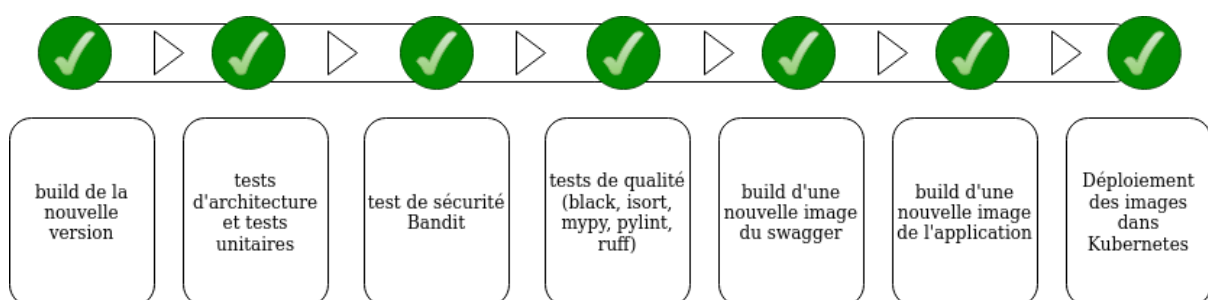 build de la
nouvelle
version
tests
d'architecture
et tests
unitaires
test de sécurité
Bandit
tests de qualité
(black, isort,
mypy, pylint,
ruff)
build d'une
nouvelle image
du swagger
build d'une
nouvelle image
de l'application
Déploiement
des images
dans
Kubernetes